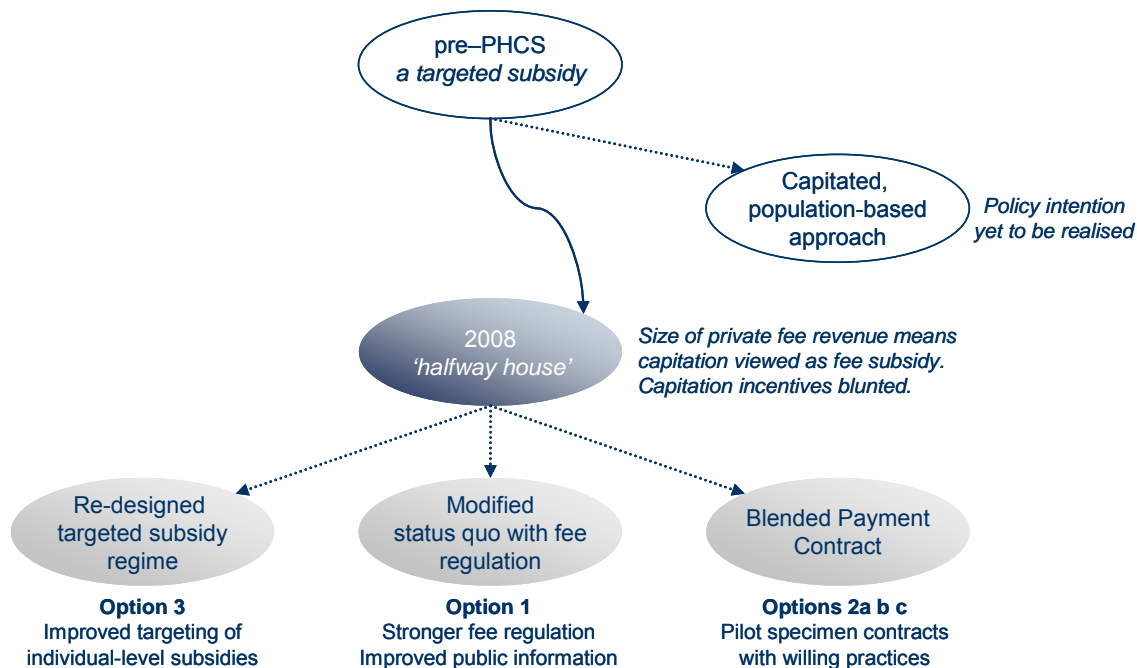 pre–PHCS
a targeted subsidy
Capitated,
population-based
approach
Policy intention
yet to be realised
2008
‘halfway house’
Size of private fee revenue means
capitation viewed as fee subsidy.
Capitation incentives blunted.
Re-designed
targeted subsidy
regime
Option 3
Improved targeting of
individual-level subsidies
Modified
status quo with fee
regulation
Option 1
Stronger fee regulation
Improved public information
Blended Payment
Contract
Options 2a b c
Pilot specimen contracts
with willing practices